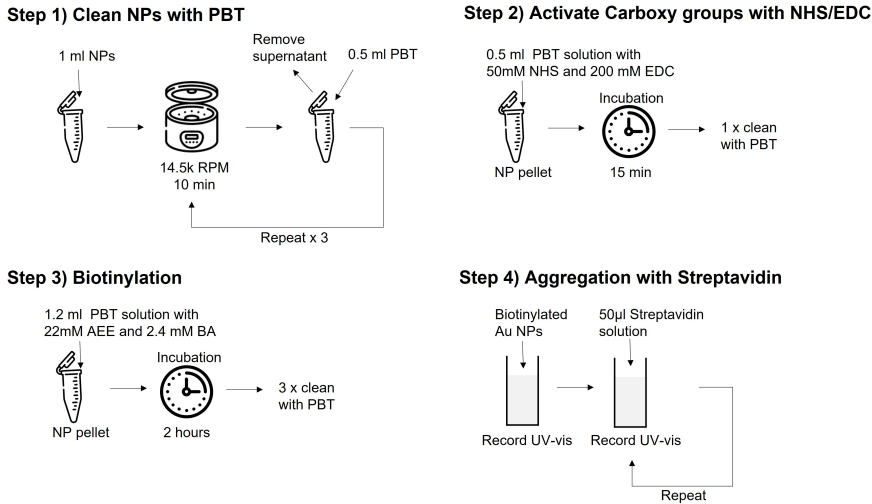 Step 1) Clean NPs with PBT
1 ml NPs
Remove
supernatant
0.5 ml PBT
14.5k RPM
10 min
Repeat x 3
Step 2) Activate Carboxy groups with NHS/EDC
0.5 ml  PBT solution with
50mM NHS and 200 mM EDC
Incubation
1 x clean
with PBT
NP pellet
15 min
Step 3) Biotinylation
1.2 ml  PBT solution with
22mM AEE and 2.4 mM BA
Incubation
3 x clean
with PBT
NP pellet
2 hours
Step 4) Aggregation with Streptavidin
Biotinylated
Au NPs
50µl Streptavidin
solution
Record UV-vis
Record UV-vis
Repeat